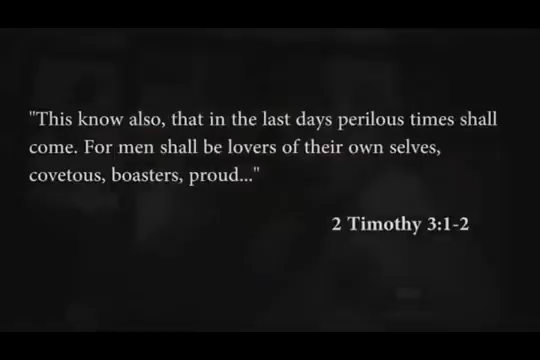 "This know also, that in the last days perilous times shall
come. For men shall be lovers of their own selves,
covetous, boasters, proud..."
2 Timothy 3:1-2